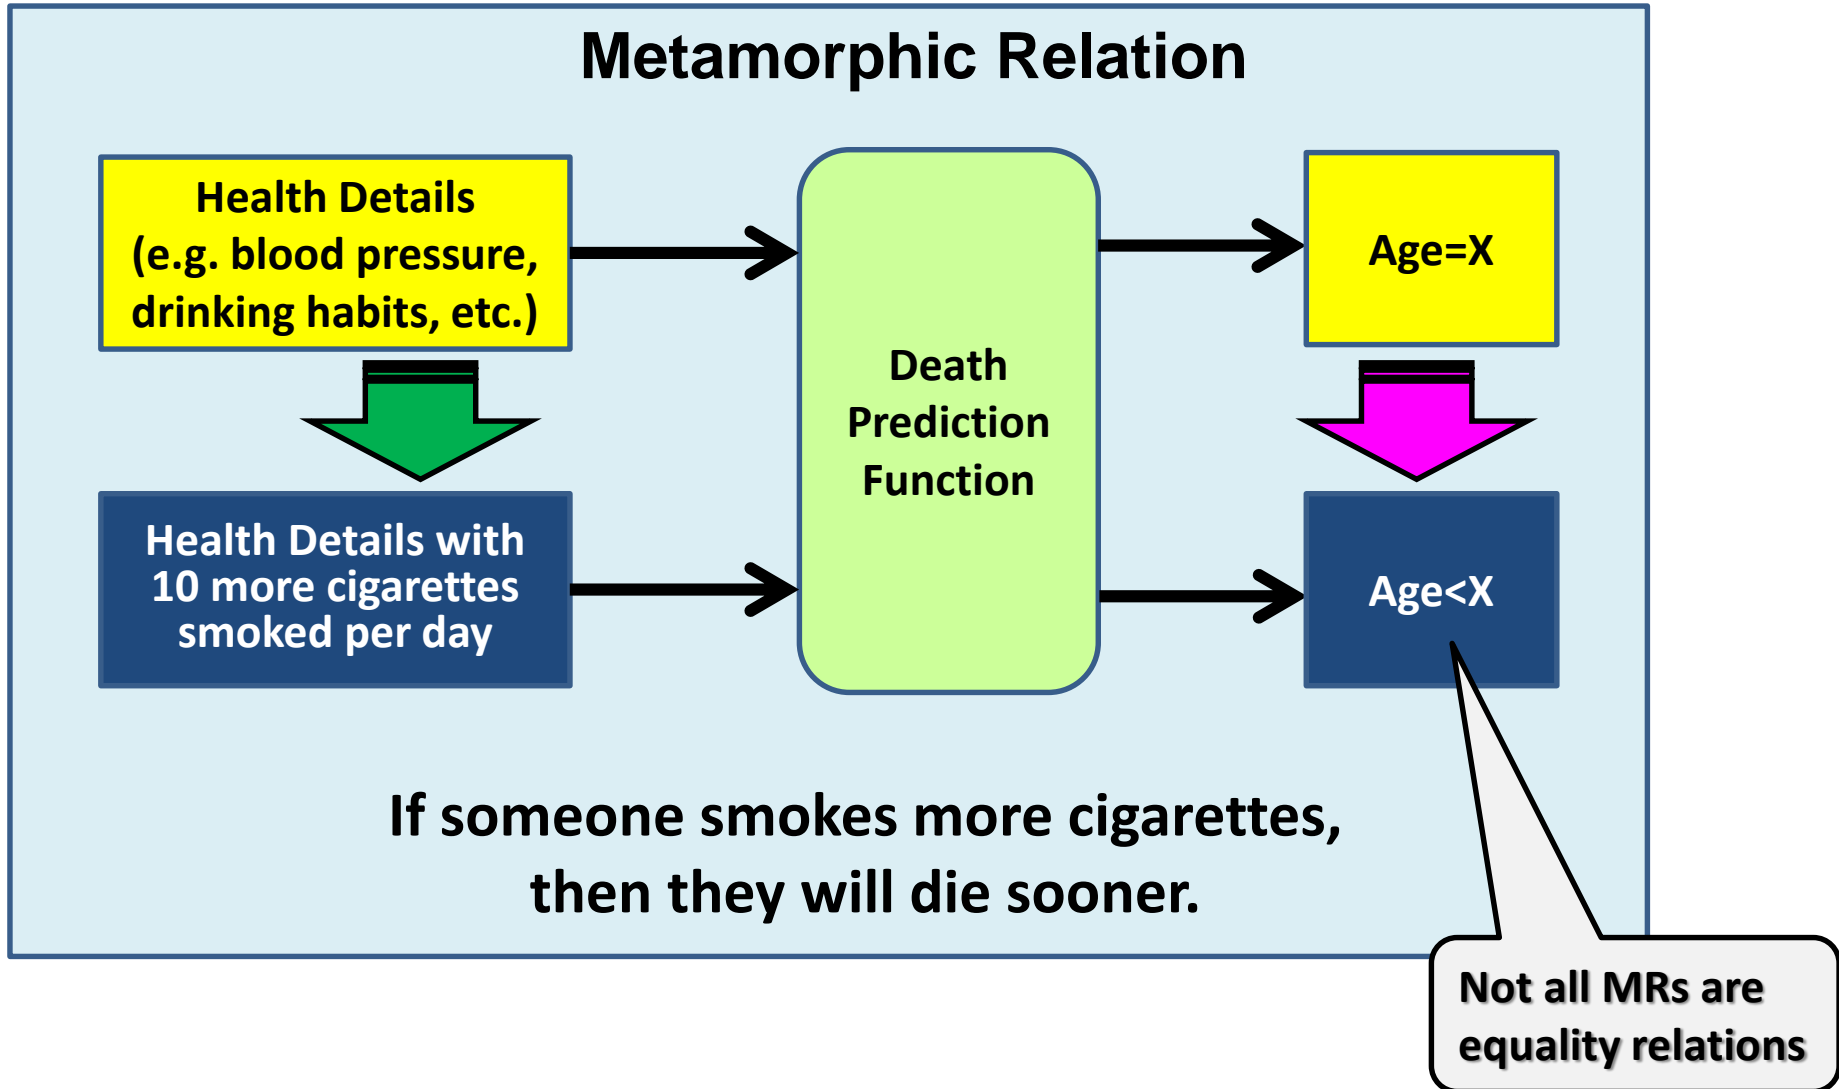 Metamorphic Relation
Health Details
(e.g. blood pressure,
drinking habits, etc.)
Death
Prediction
Function
Age=X
Health Details with
10 more cigarettes
smoked per day
Age<X
If someone smokes more cigarettes,
then they will die sooner.
Not all MRs are
equality relations